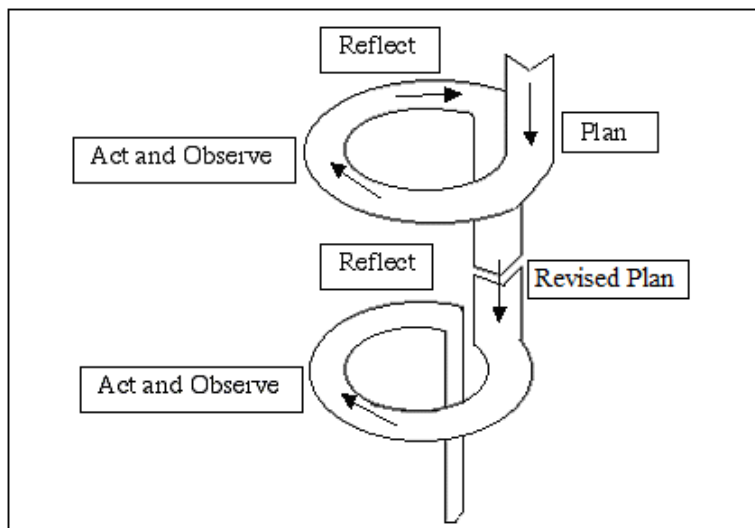 Reflect
Plan
Act and Observe
Reflect
Revised Plan
Act and Observe